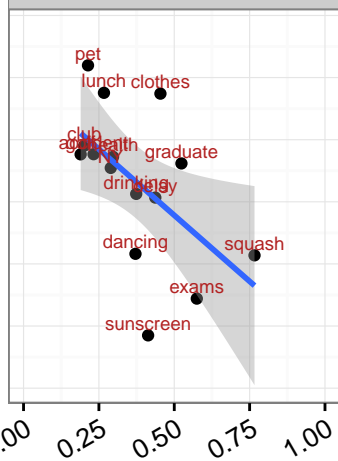 pet
lunch clothes
club
graduate
drinking
delay
dancing
squash
exams
sunscreen
.00 0.25 0.50 0.75 1.00